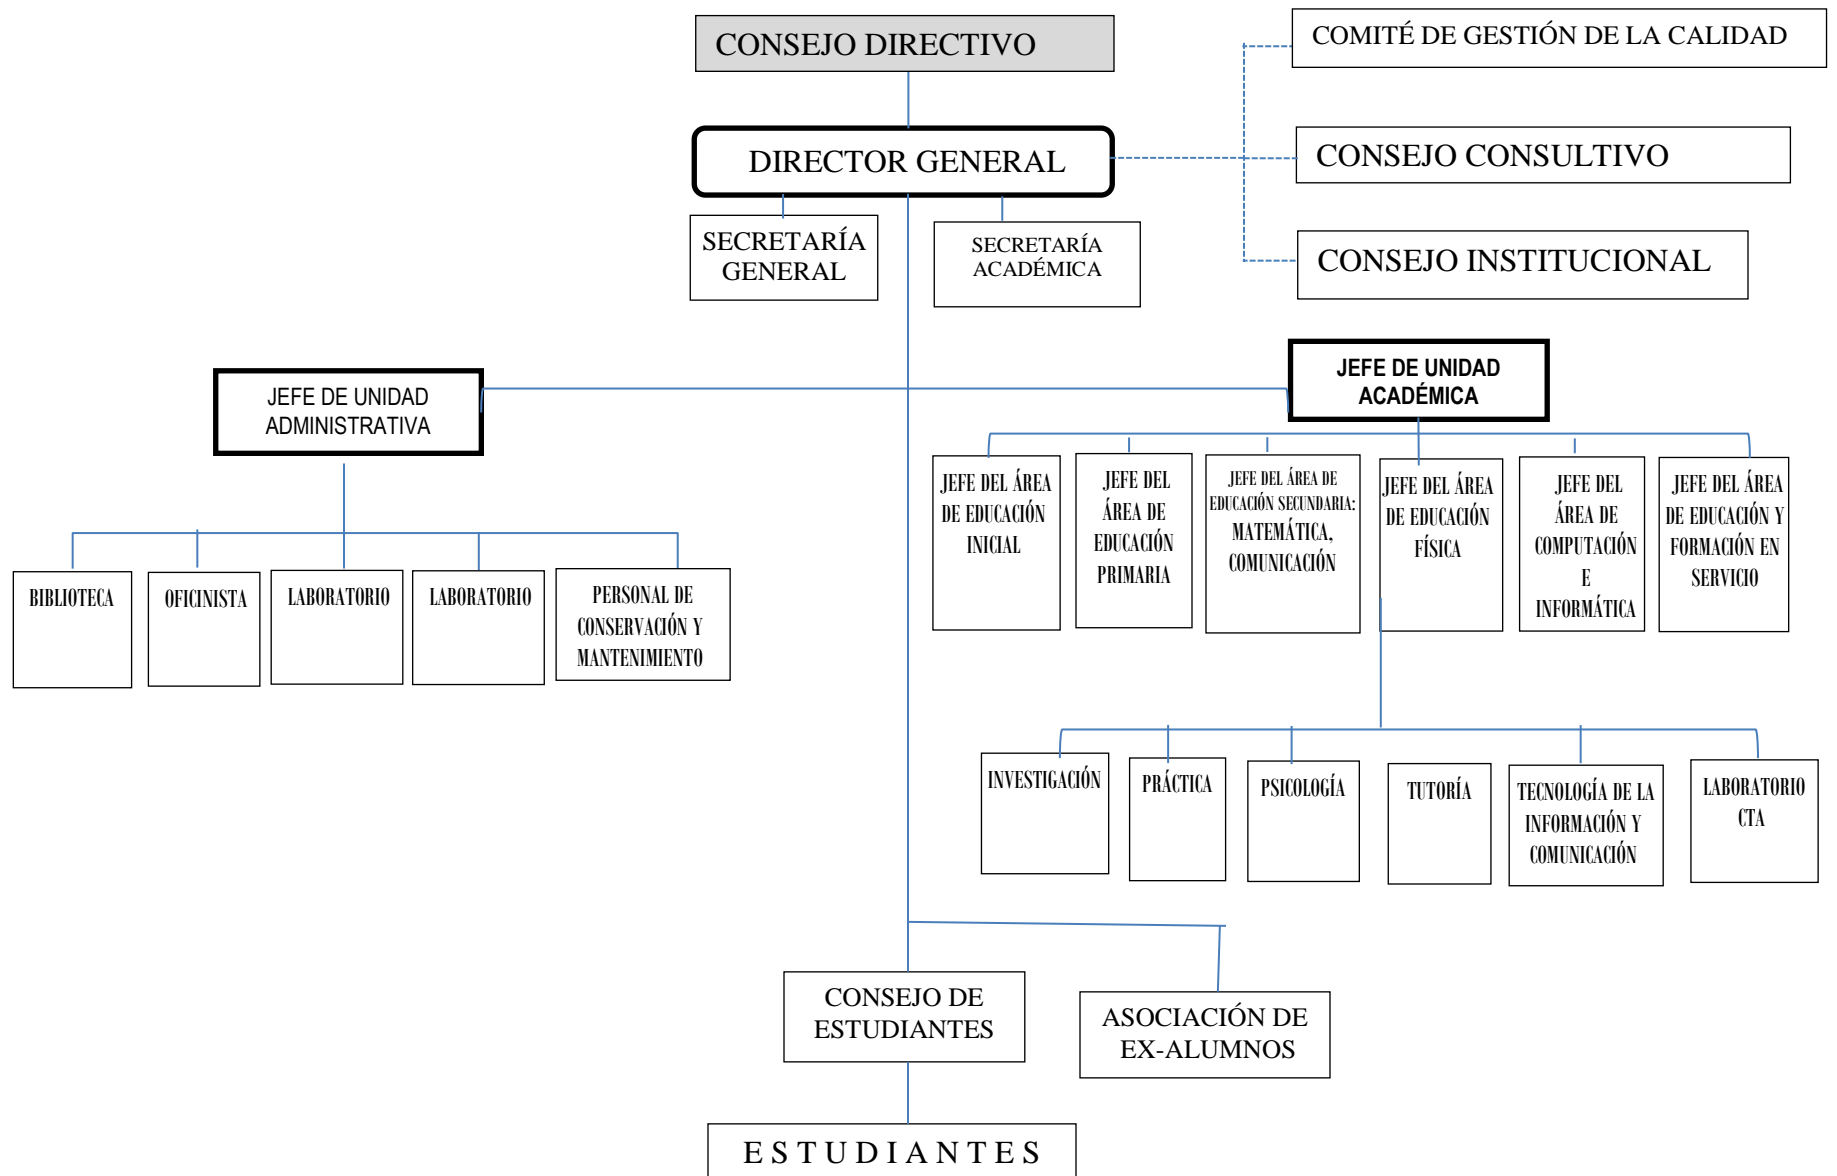 CONSEJO DIRECTIVO
COMITÉ DE GESTIÓN DE LA CALIDAD
DIRECTOR GENERAL
CONSEJO CONSULTIVO
SECRETARÍA
GENERAL
SECRETARÍA
ACADÉMICA
CONSEJO INSTITUCIONAL
JEFE DE UNIDAD
ADMINISTRATIVA
JEFE DE UNIDAD
ACADÉMICA
JEFE DEL ÁREA
DE EDUCACIÓN
INICIAL
JEFE DEL
ÁREA DE
EDUCACIÓN
PRIMARIA
JEFE DEL ÁREA DE
EDUCACIÓN SECUNDARIA:
MATEMÁTICA,
COMUNICACIÓN
JEFE DEL ÁREA
DE EDUCACIÓN
FÍSICA
JEFE DEL
ÁREA DE
COMPUTACIÓN
E
INFORMÁTICA
JEFE DEL ÁREA
DE EDUCACIÓN Y
FORMACIÓN EN
SERVICIO
BIBLIOTECA
OFICINISTA
LABORATORIO
LABORATORIO
PERSONAL DE
CONSERVACIÓN Y
MANTENIMIENTO
INVESTIGACIÓN
PRÁCTICA
PSICOLOGÍA
TUTORÍA
TECNOLOGÍA DE LA
INFORMACIÓN Y
COMUNICACIÓN
LABORATORIO
CTA
CONSEJO DE
ESTUDIANTES
ASOCIACIÓN DE
EX-ALUMNOS
E S T U D I A N T E S